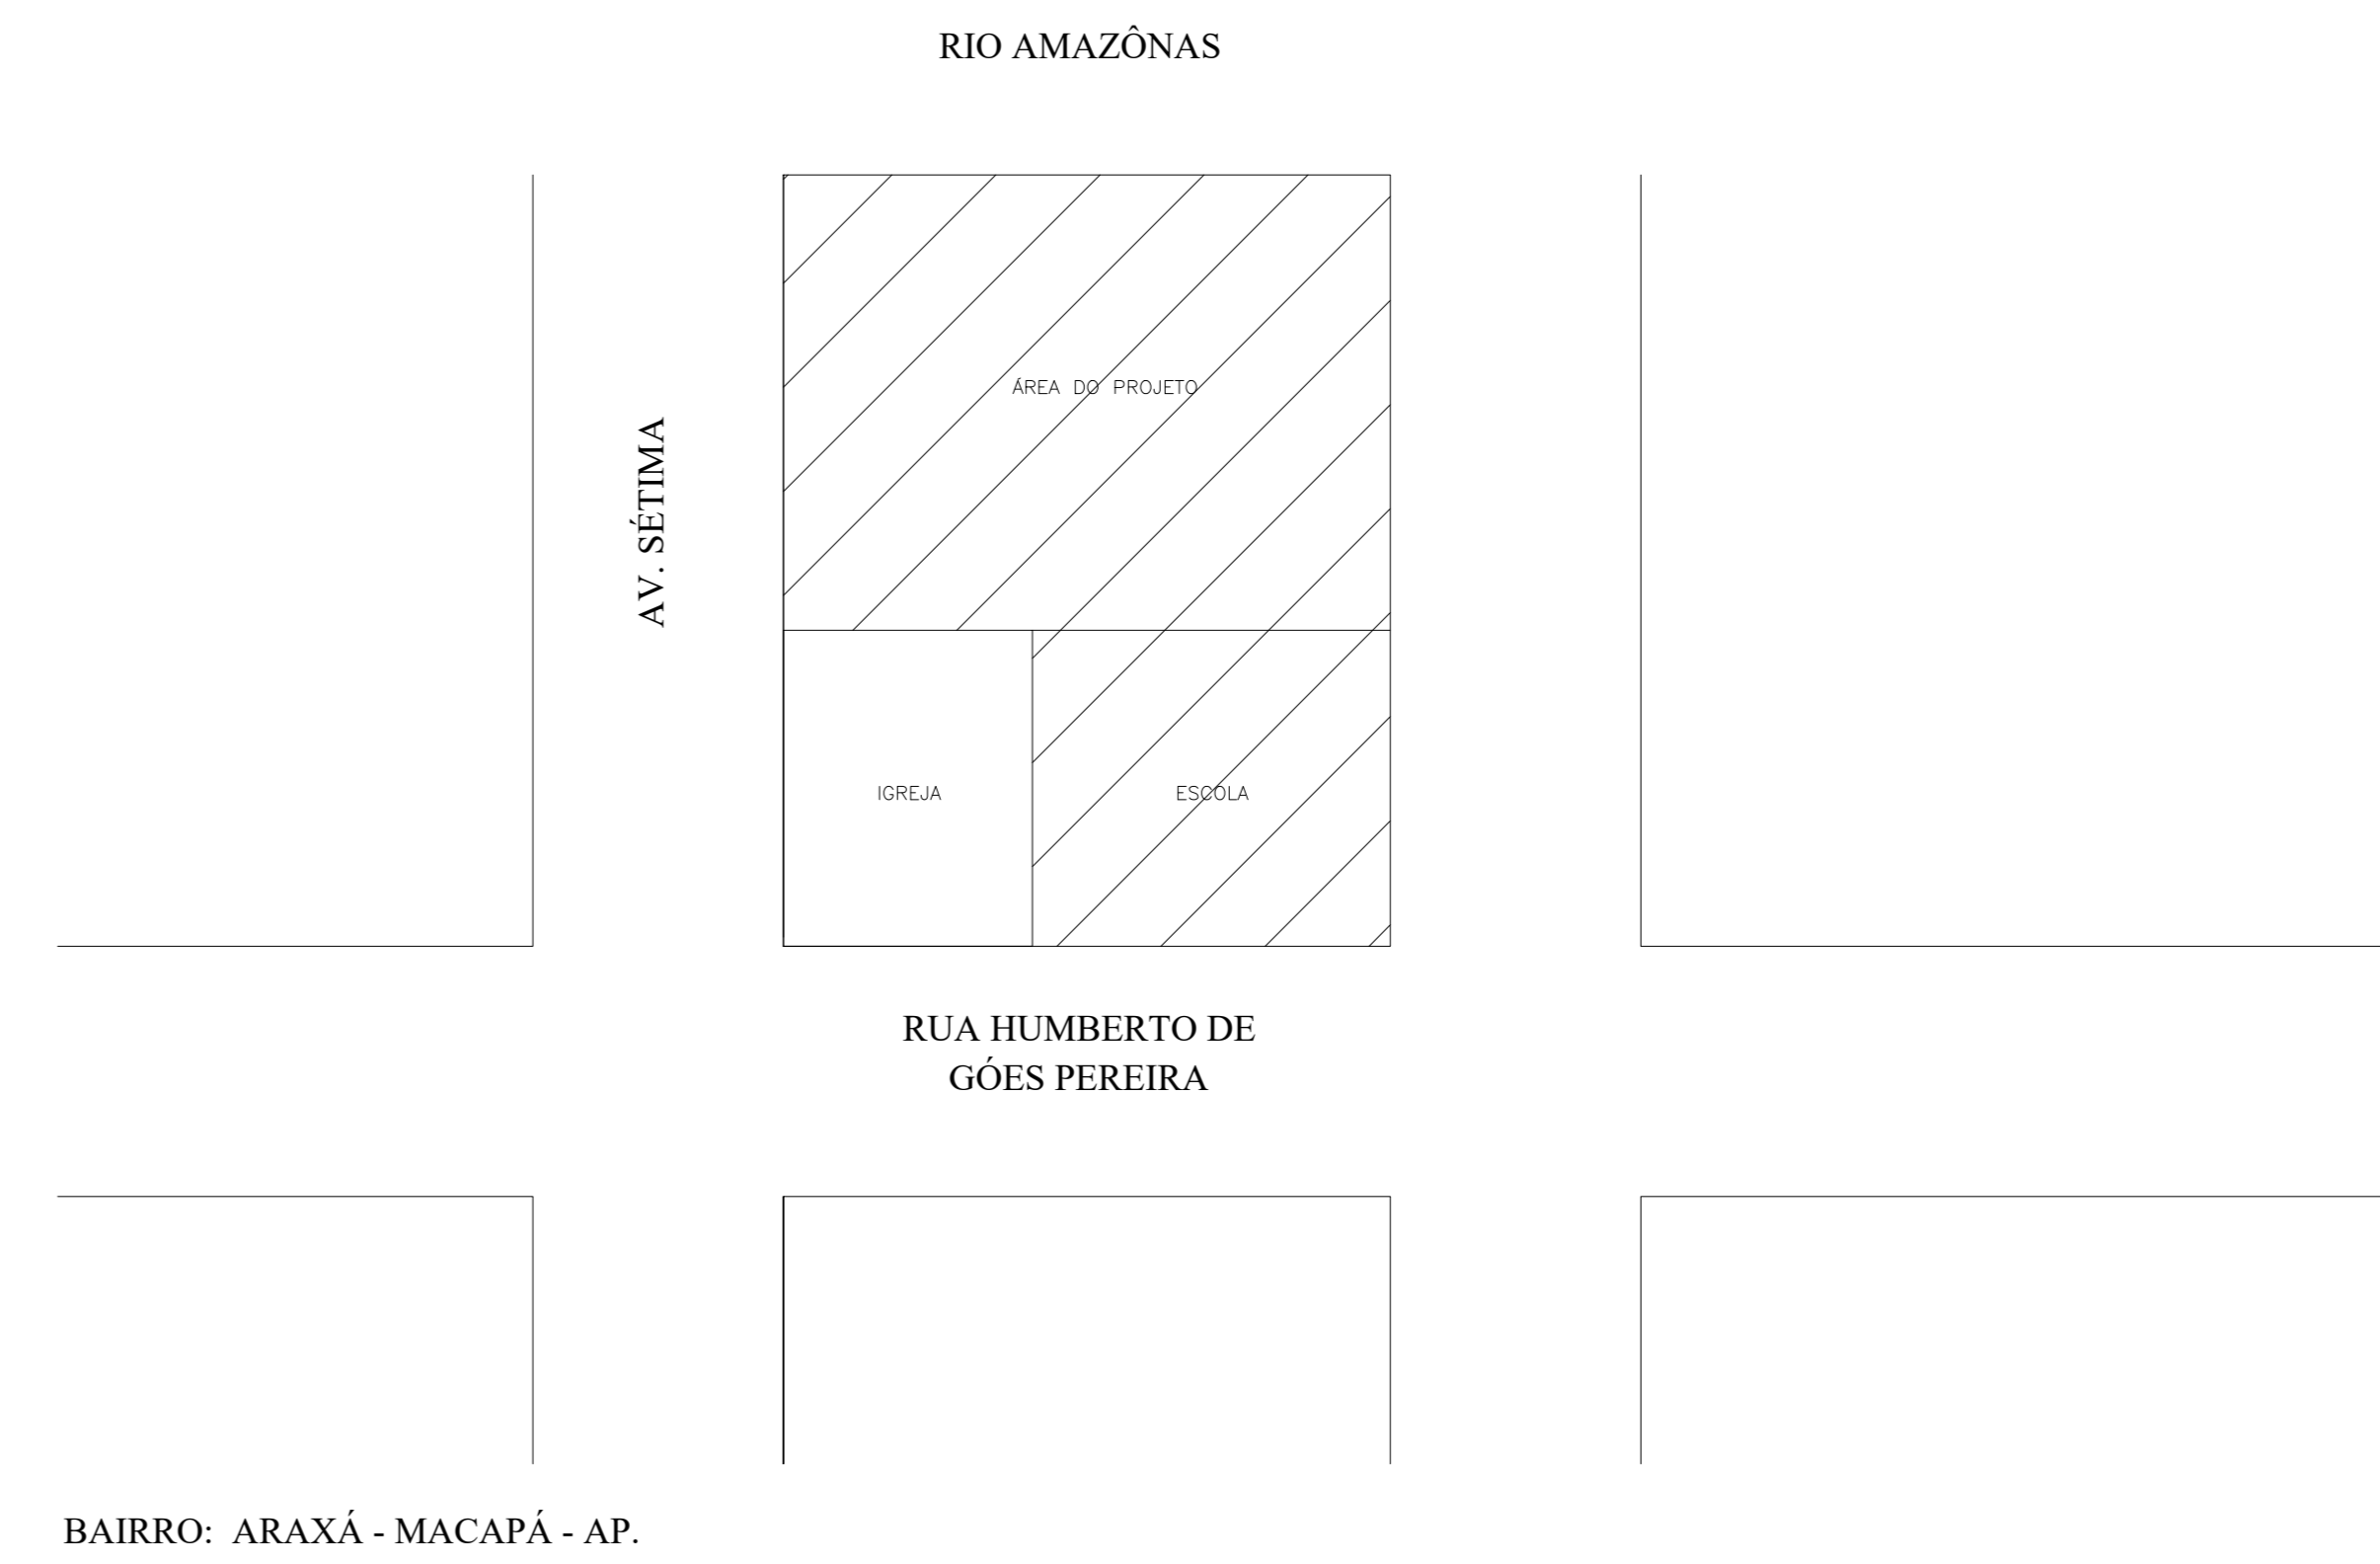 RIO AMAZÔNAS
ÁREA DO PROJETO
AV. SÉTIMA
IGREJA
ESCOLA
RUA HUMBERTO DE
GÓES PEREIRA
BAIRRO: ARAXÁ - MACAPÁ - AP.